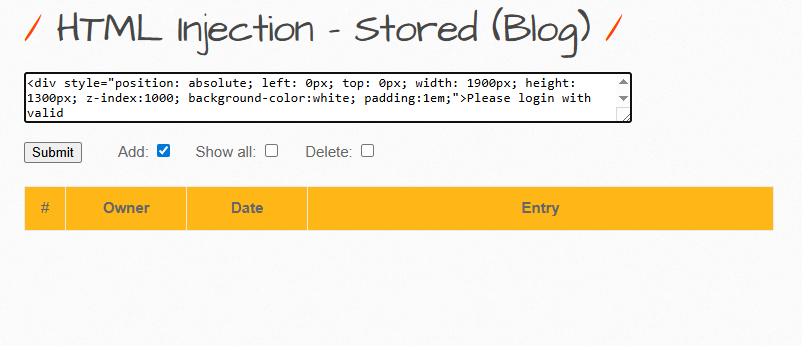 / HTML Injection - Stored (Blog) /
<div style="position: absolute; left: 0px; top: 0px; width: 1900px; height:
1300px; z-index:1000; background-color:white; padding:1em;">Please login with
valid
Submit Add: Show all: Delete:
# Owner Date Entry